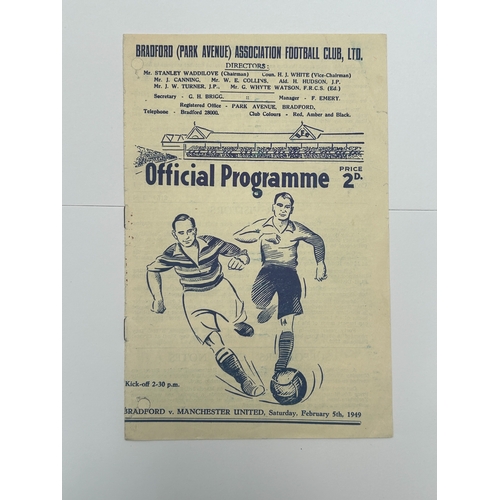 BRADFORD (PARK AVENUE) ASSOCIATION FOOTBALL CLUB, LTD.
DIRECTORS:
Mr. STANLEY WADDILOVE (Chairman) Coun. H. J. WHITE (Vice-Chairman)
Mr. J. CANNING, Mr. W. E. COLLINS, Ald. H. HUDSON, J.P.
Mr. J. W. TURNER, J.P., Mr. G. WHYTE WATSON, F.R.C.S. (Ed.)
Secretary - G. H. BRIGG. Manager - F. EMERY.
Registered Office - PARK AVENUE, BRADFORD.
Telephone - Bradford 28000. Club Colours - Red, Amber and Black.
Official Programme PRICE 2D.
Kick-off 2-30 p.m.
BRADFORD v. MANCHESTER UNITED, Saturday, February 5th, 1949